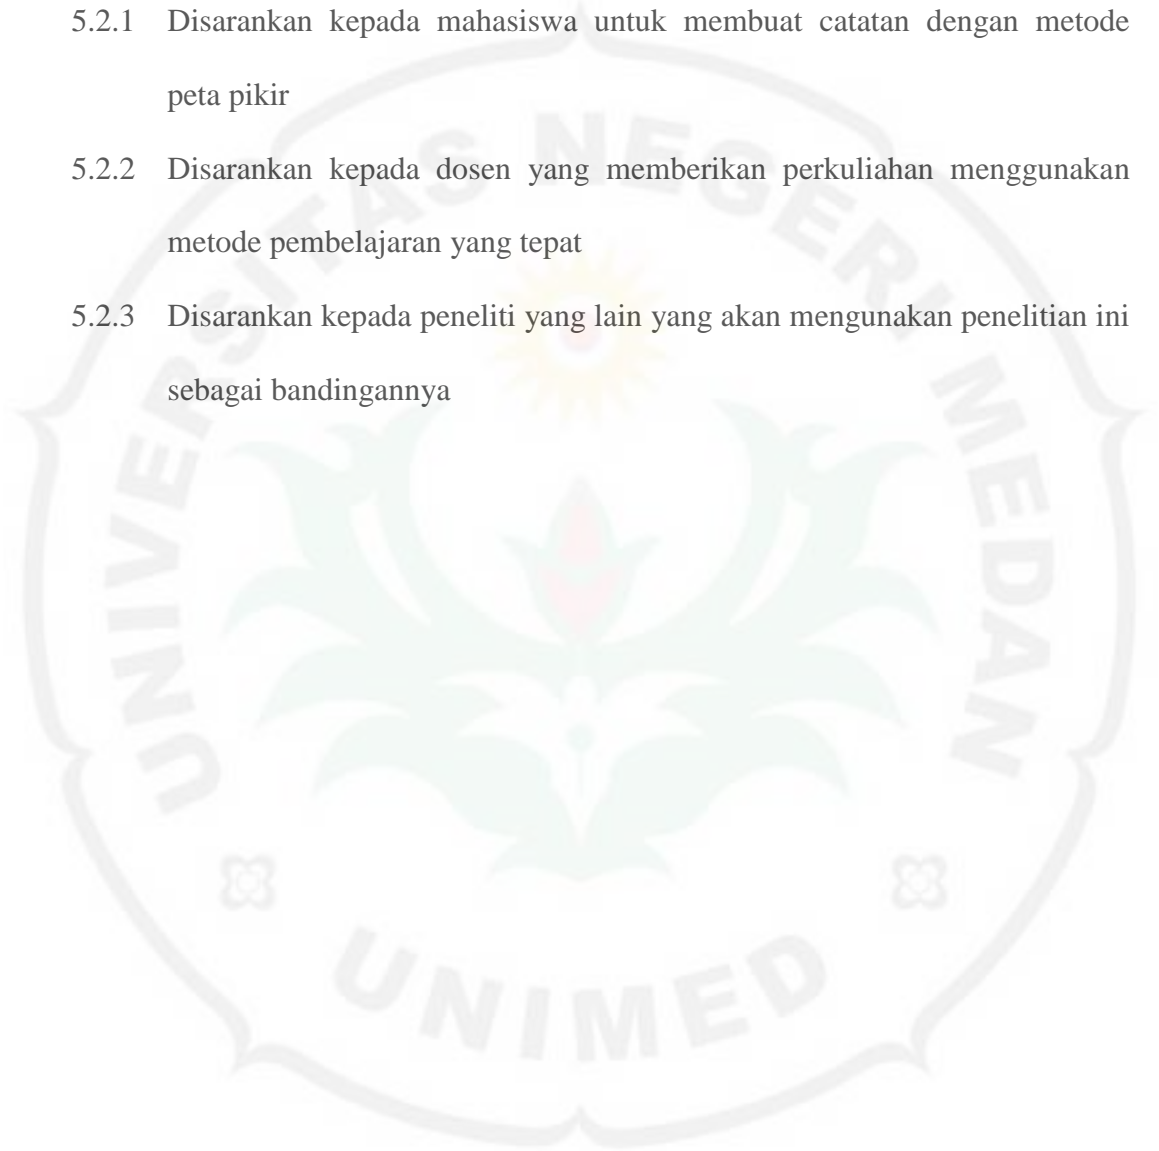 5.2.1 Disarankan kepada mahasiswa untuk membuat catatan dengan metode
peta pikir
5.2.2 Disarankan kepada dosen yang memberikan perkuliahan menggunakan
metode pembelajaran yang tepat
5.2.3 Disarankan kepada peneliti yang lain yang akan mengunakan penelitian ini
sebagai bandingannya
UNIVERSITAS NEGERI MEDAN
UNIMED